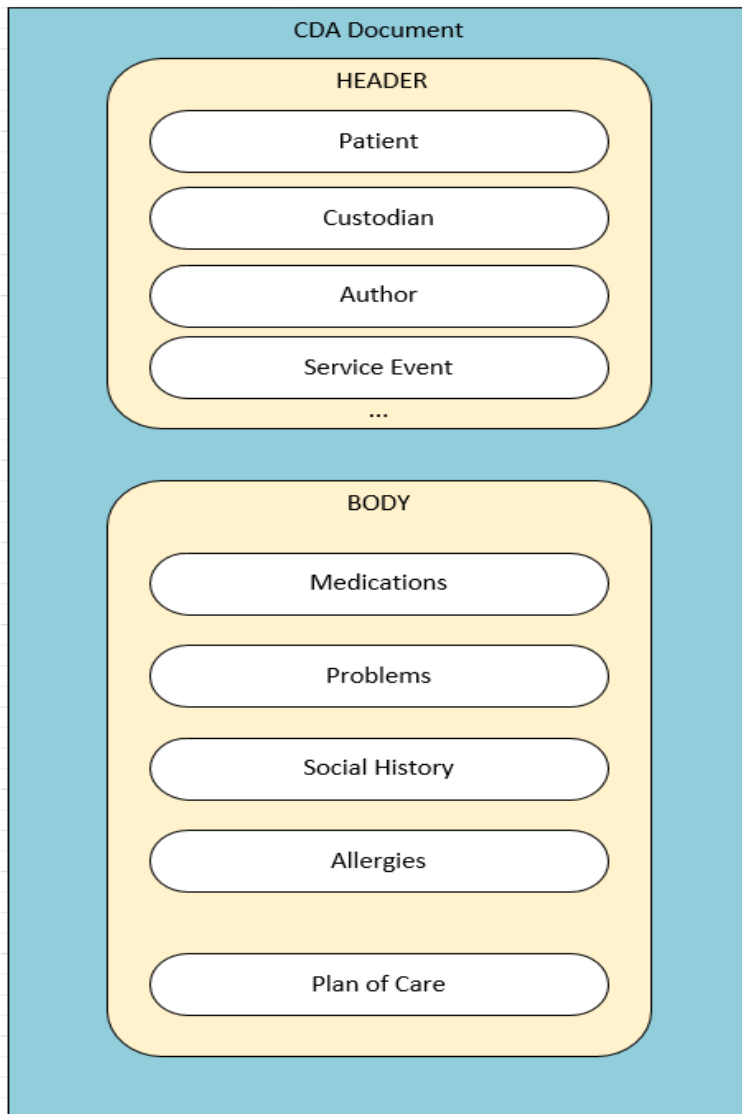 CDA Document
HEADER
Patient
Custodian
Author
Service Event
...
BODY
Medications
Problems
Social History
Allergies
Plan of Care